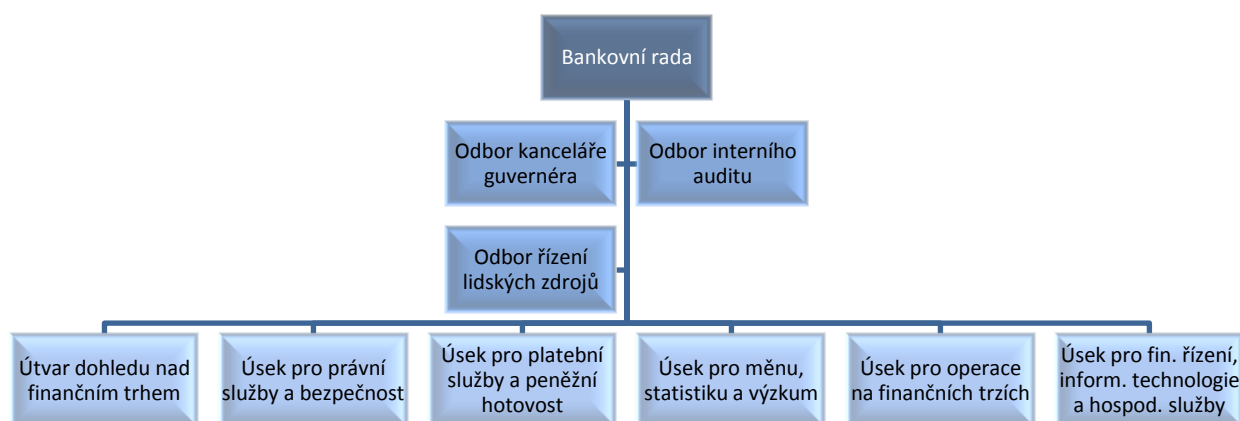 Bankovní rada
Odbor kanceláře
guvernéra
Odbor interního
auditu
Odbor řízení
lidských zdrojů
Útvar dohledu nad
finančním trhem
Úsek pro právní
služby a bezpečnost
Úsek pro platební
služby a peněžní
hotovost
Úsek pro měnu,
statistiku a výzkum
Úsek pro operace
na finančních trzích
Úsek pro fin. řízení,
inform. technologie
a hospod. služby